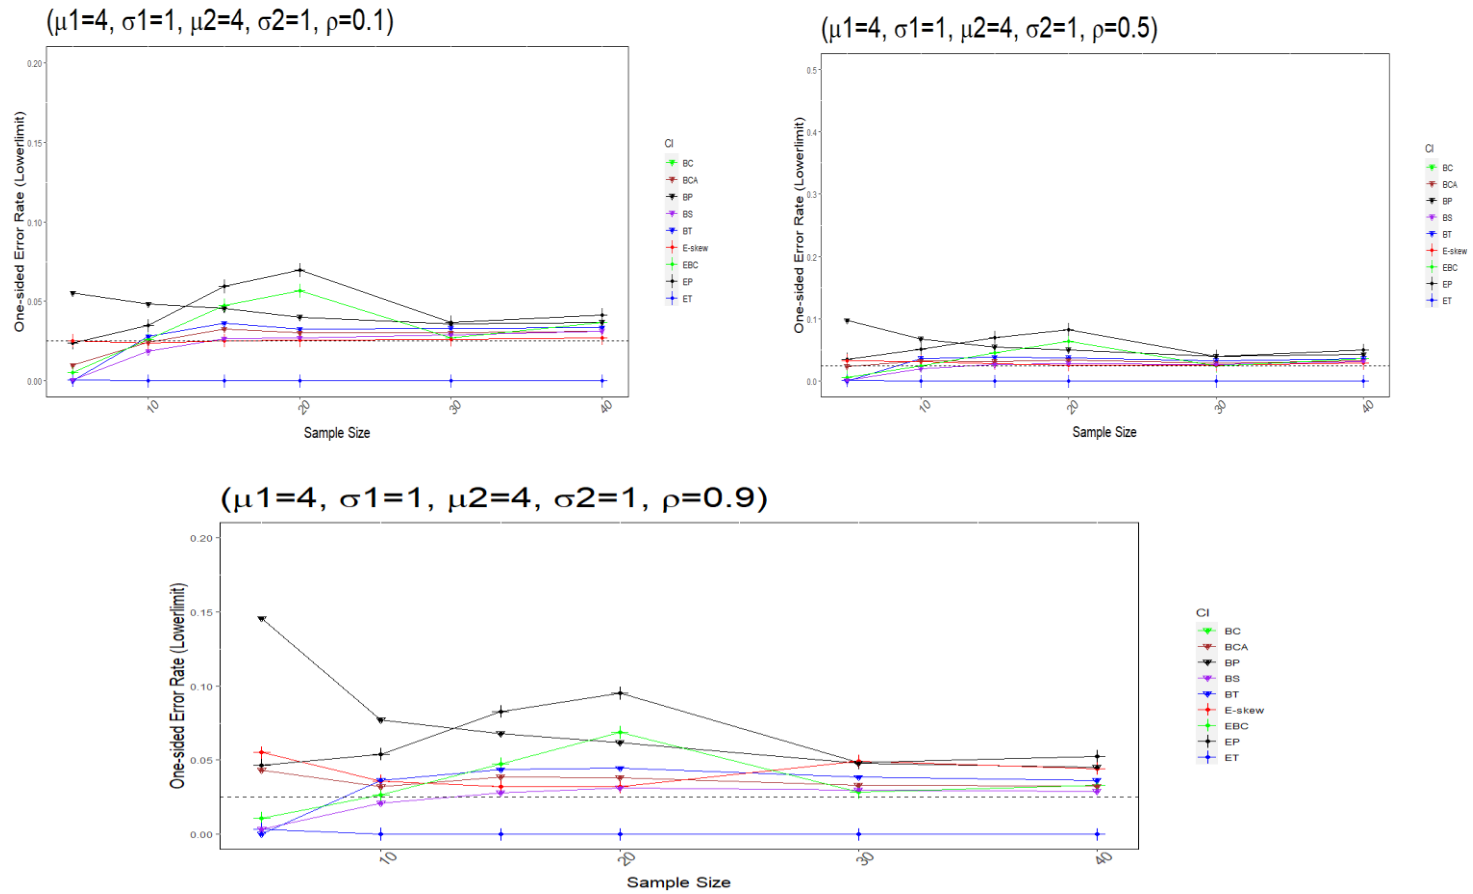 (μ1=4, σ1=1, μ2=4, σ2=1, ρ=0.1)
One-sided Error Rate (Lowerlimit)
0.20
0.15
0.10
0.05
0.00
10
20
30
40
Sample Size
CI
BC
BCA
BP
BS
BT
E-skew
EBC
EP
ET
(μ1=4, σ1=1, μ2=4, σ2=1, ρ=0.5)
One-sided Error Rate (Lowerlimit)
0.5
0.4
0.3
0.2
0.1
0.0
10
20
30
40
Sample Size
CI
BC
BCA
BP
BS
BT
E-skew
EBC
EP
ET
(μ1=4, σ1=1, μ2=4, σ2=1, ρ=0.9)
One-sided Error Rate (Lowerlimit)
0.20
0.15
0.10
0.05
0.00
10
20
30
40
Sample Size
CI
BC
BCA
BP
BS
BT
E-skew
EBC
EP
ET